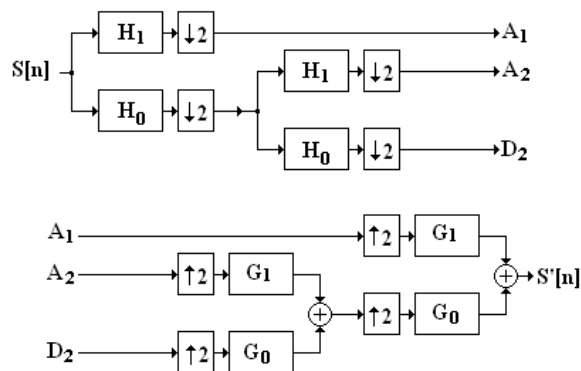 H1 ↓2 A1
S[n] H1 ↓2 A2
H0 ↓2
H0 ↓2 D2
A1 ↑2 G1
A2 ↑2 G1 + S'[n]
+ ↑2 G0
D2 ↑2 G0